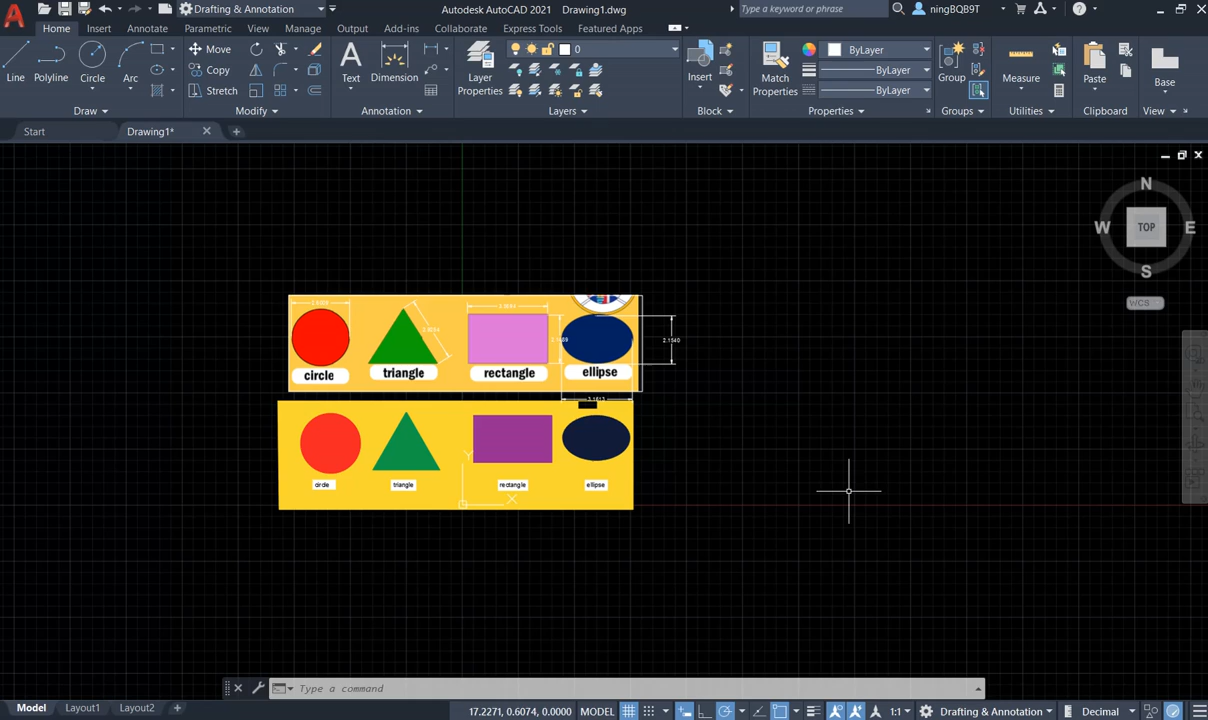 Drafting & Annotation
Autodesk AutoCAD 2021 Drawing1.dwg
Type a keyword or phrase
ningBQB9T
Home Insert Annotate Parametric View Manage Output Add-ins Collaborate Express Tools Featured Apps
Line Polyline Circle Arc
Move
Copy
Stretch
Text Dimension
Layer Properties
0
Insert
Match Properties
ByLayer
ByLayer
ByLayer
Group
Measure
Paste
Base
Draw Modify Annotation Layers Block Properties Groups Utilities Clipboard View
Start Drawing1*
N
W TOP E
S
WCS
2.1540
circle triangle rectangle ellipse
Y
X
circle triangle rectangle ellipse
Type a command
Model Layout1 Layout2
17.2271, 0.6074, 0.0000 MODEL 1:1 Drafting & Annotation Decimal